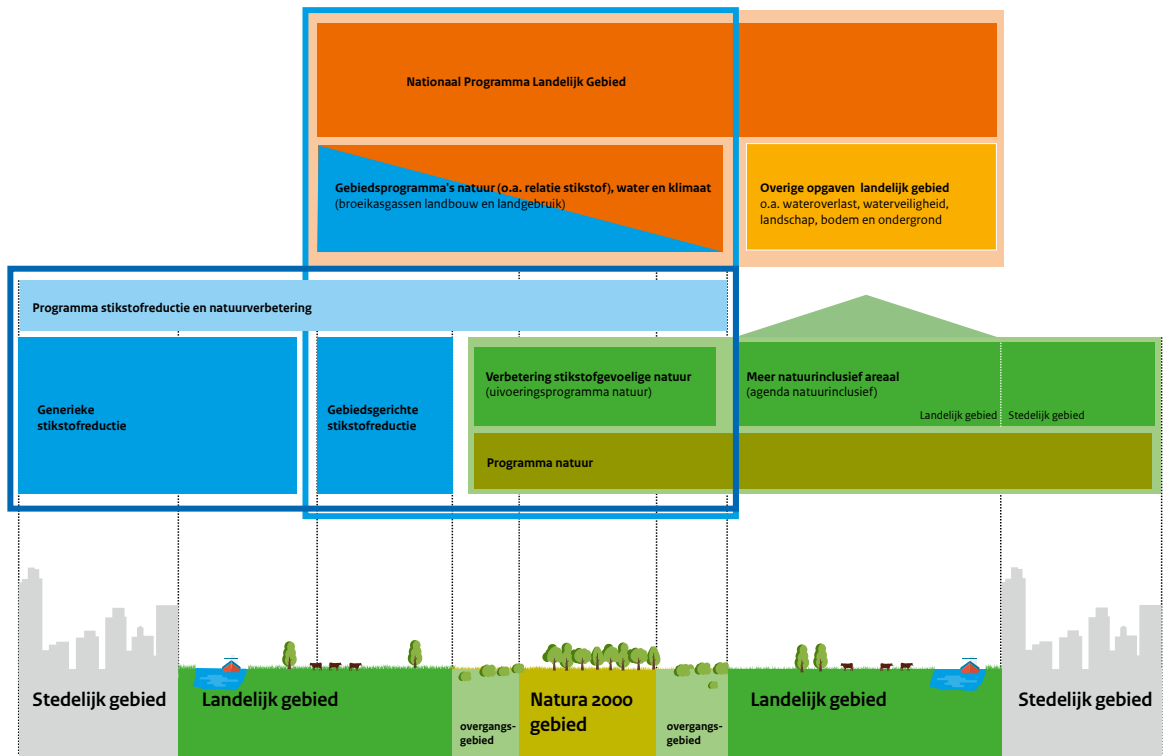 Nationaal Programma Landelijk Gebied
Gebiedsprogramma's natuur (o.a. relatie stikstof), water en klimaat
(broeikasgassen landbouw en landgebruik)
Overige opgaven landelijk gebied
o.a. wateroverlast, waterveiligheid,
landschap, bodem en ondergrond
Programma stikstofreductie en natuurverbetering
Generieke
stikstofreductie
Gebiedsgerichte
stikstofreductie
Verbetering stikstofgevoelige natuur
(uivoeringsprogramma natuur)
Meer natuurinclusief areaal
(agenda natuurinclusief)
Landelijk gebied
Stedelijk gebied
Programma natuur
Stedelijk gebied
Landelijk gebied
overgangs-
gebied
Natura 2000
gebied
overgangs-
gebied
Landelijk gebied
Stedelijk gebied